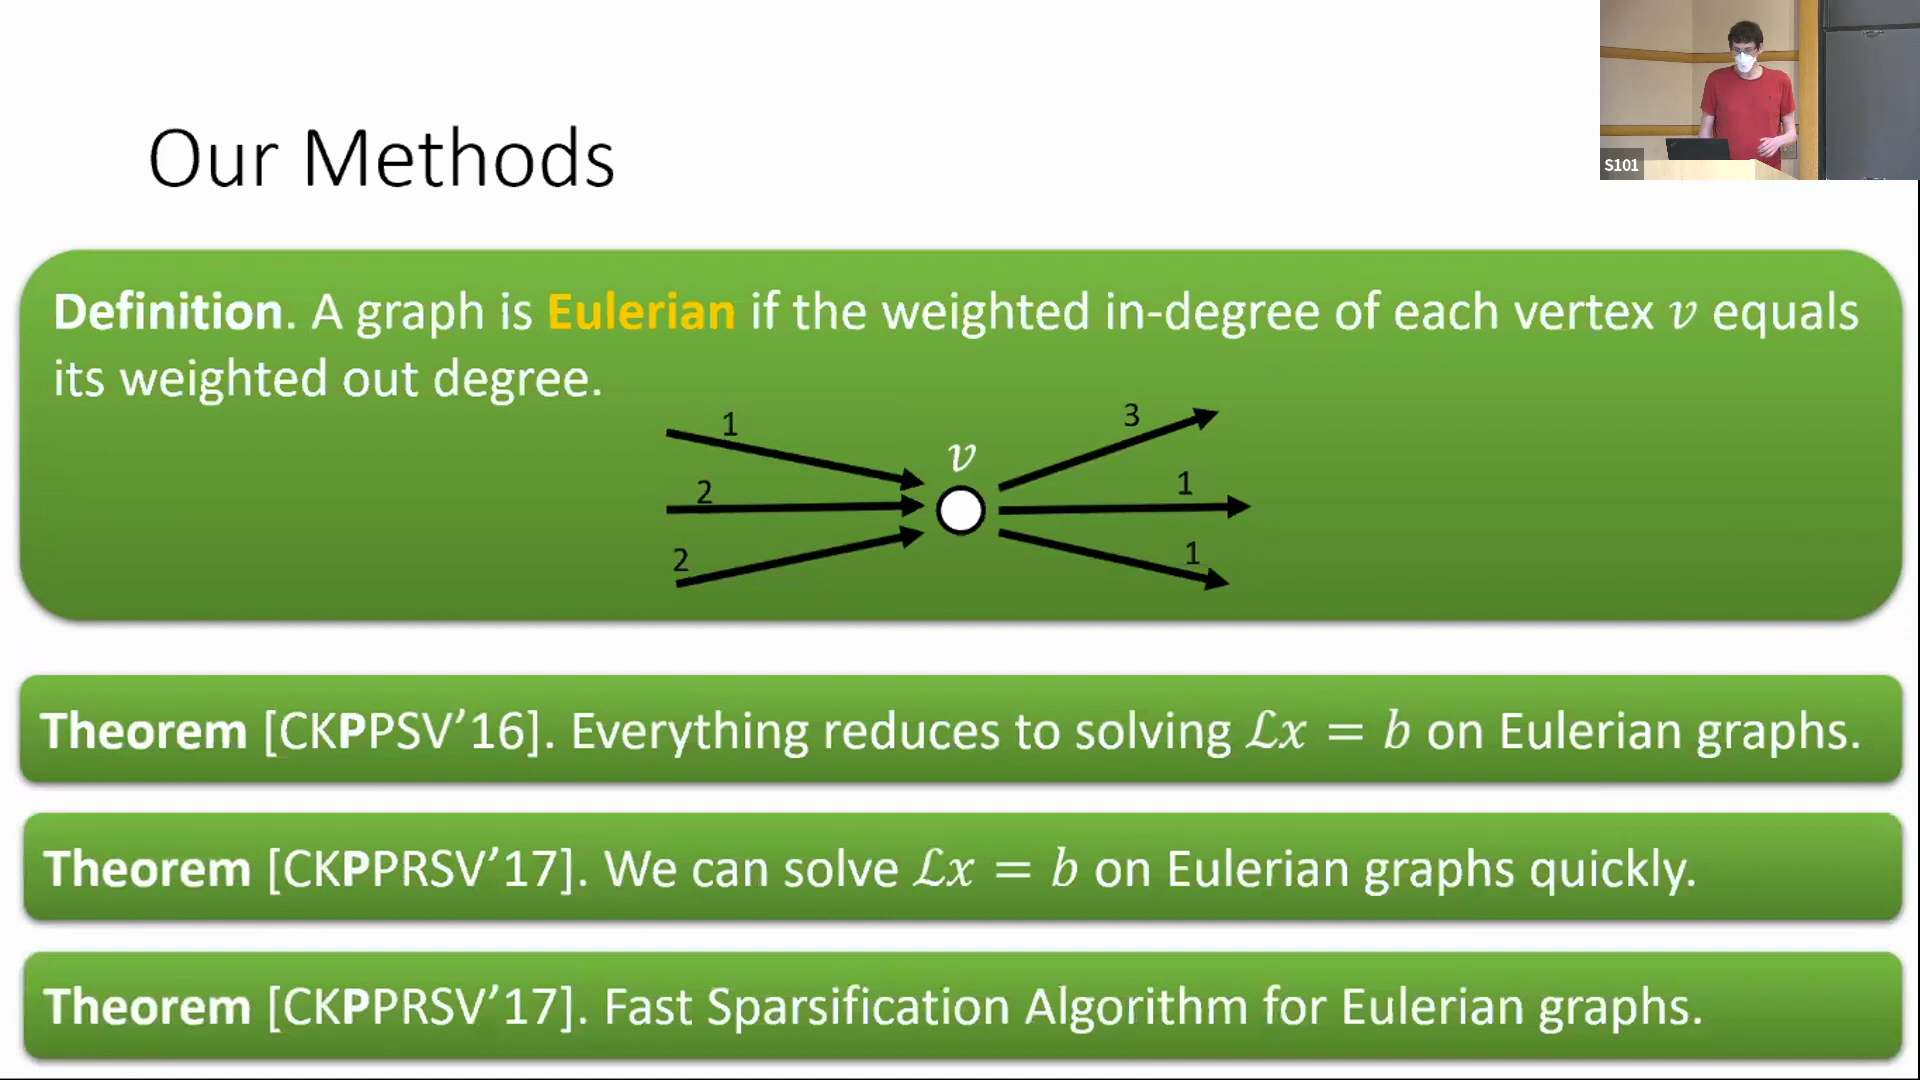 S101
Our Methods
Definition. A graph is Eulerian if the weighted in-degree of each vertex 𝑣 equals
its weighted out degree.
1
2
2
𝑣
3
1
1
Theorem [CKPPSV’16]. Everything reduces to solving ℒ𝑥 = 𝑏 on Eulerian graphs.
Theorem [CKPPRSV’17]. We can solve ℒ𝑥 = 𝑏 on Eulerian graphs quickly.
Theorem [CKPPRSV’17]. Fast Sparsification Algorithm for Eulerian graphs.